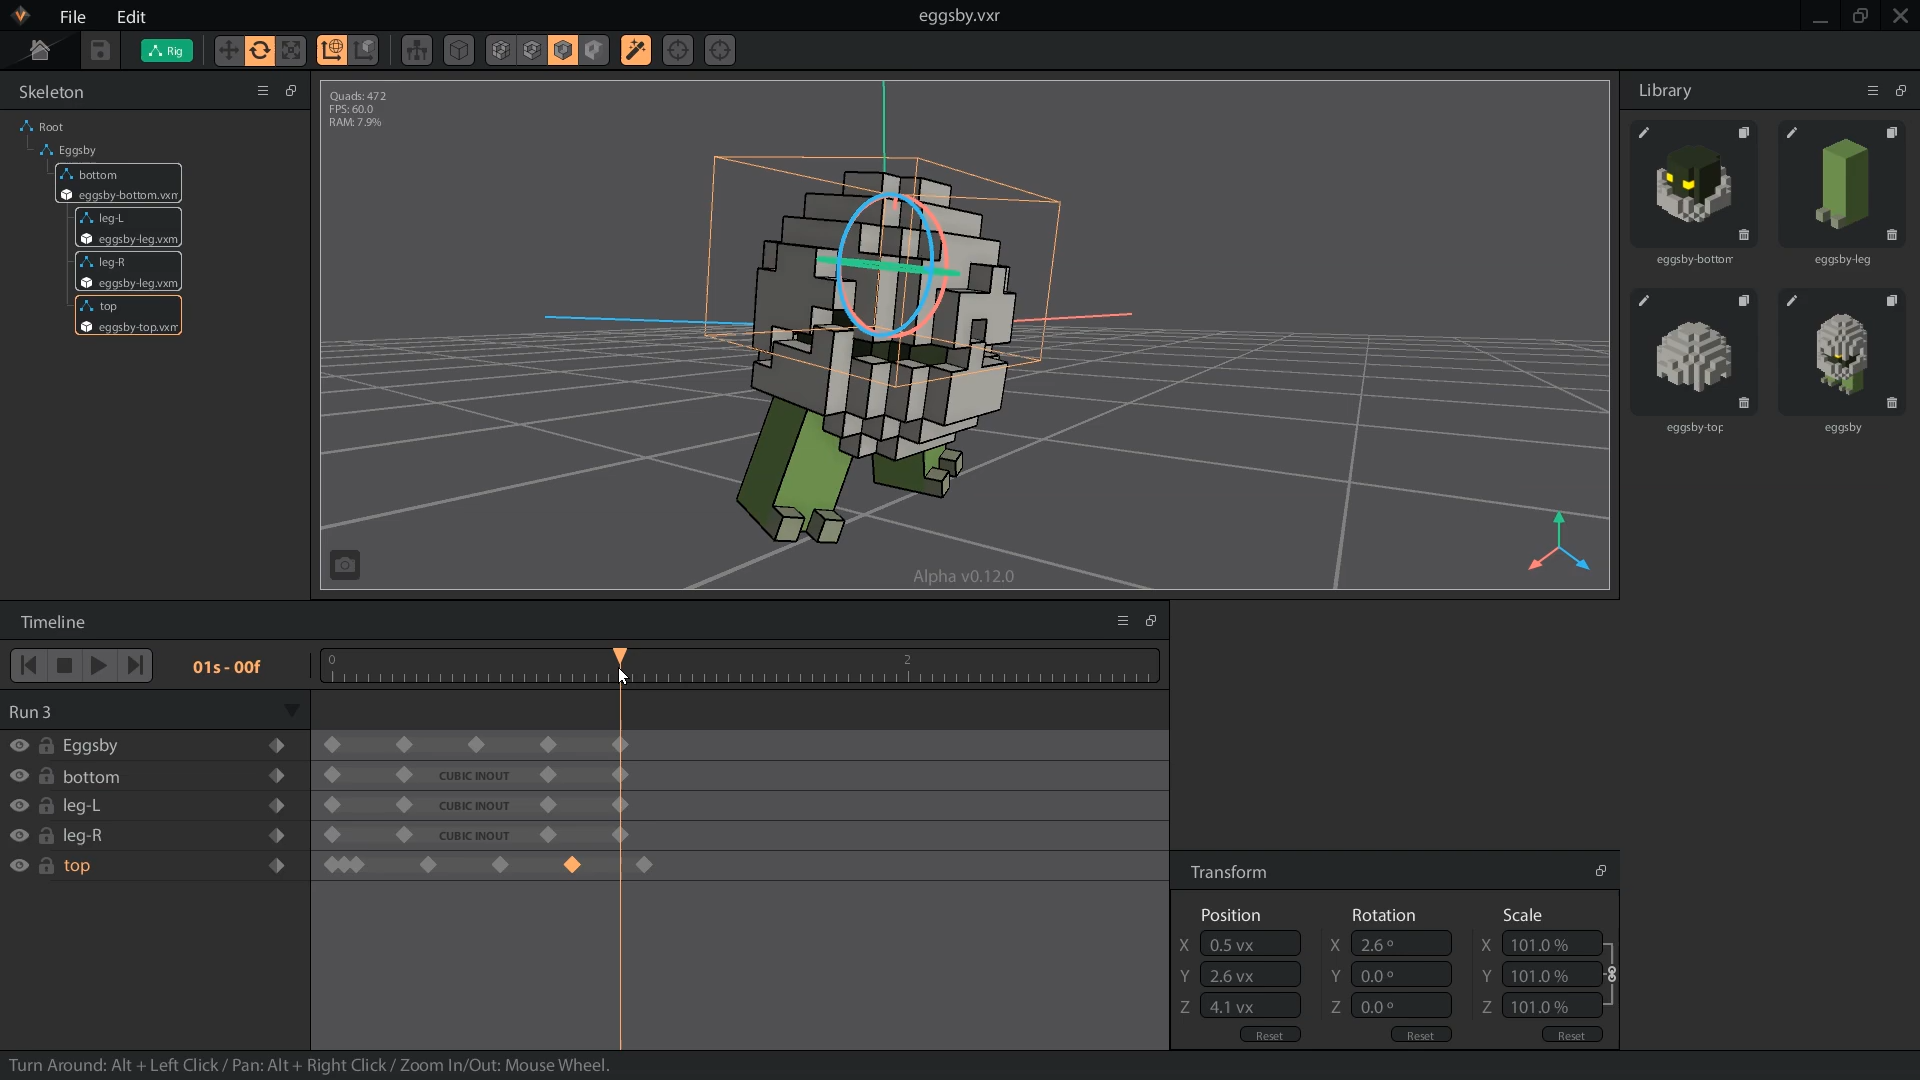 File Edit
eggsby.vxr
Rig
Skeleton
Root
Eggsby
bottom
eggsby-bottom.vxm
leg-L
eggsby-leg.vxm
leg-R
eggsby-leg.vxm
top
eggsby-top.vxm
Quads: 472
FPS: 60.0
RAM: 7.9%
Alpha v0.12.0
Library
eggsby-bottom
eggsby-leg
eggsby-top
eggsby
Timeline
01s - 00f
0
2
Run 3
Eggsby
bottom
CUBIC INOUT
leg-L
CUBIC INOUT
leg-R
CUBIC INOUT
top
Transform
Position Rotation Scale
X 0.5 vx X 2.6 º X 101.0 %
Y 2.6 vx Y 0.0 º Y 101.0 %
Z 4.1 vx Z 0.0 º Z 101.0 %
Reset Reset Reset
Turn Around: Alt + Left Click / Pan: Alt + Right Click / Zoom In/Out: Mouse Wheel.